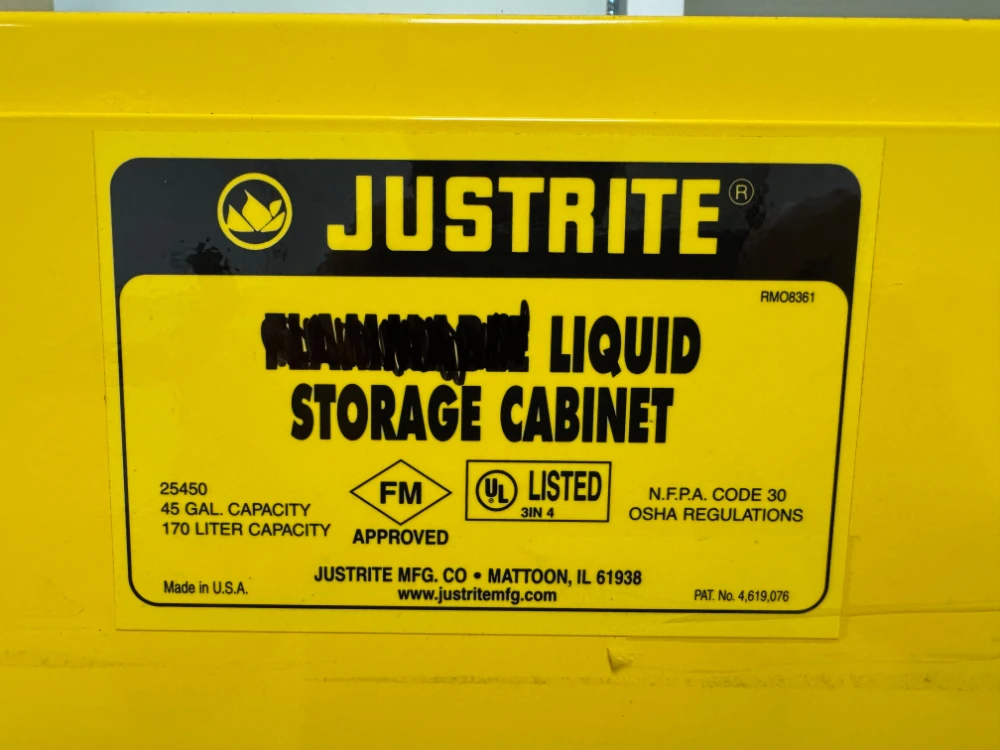 JUSTRITE®
RMO8361
LIQUID
STORAGE CABINET
25450
45 GAL. CAPACITY
170 LITER CAPACITY
FM
APPROVED
UL LISTED
3IN 4
N.F.P.A. CODE 30
OSHA REGULATIONS
JUSTRITE MFG. CO • MATTOON, IL 61938
www.justritemfg.com
Made in U.S.A.
PAT. No. 4,619,076